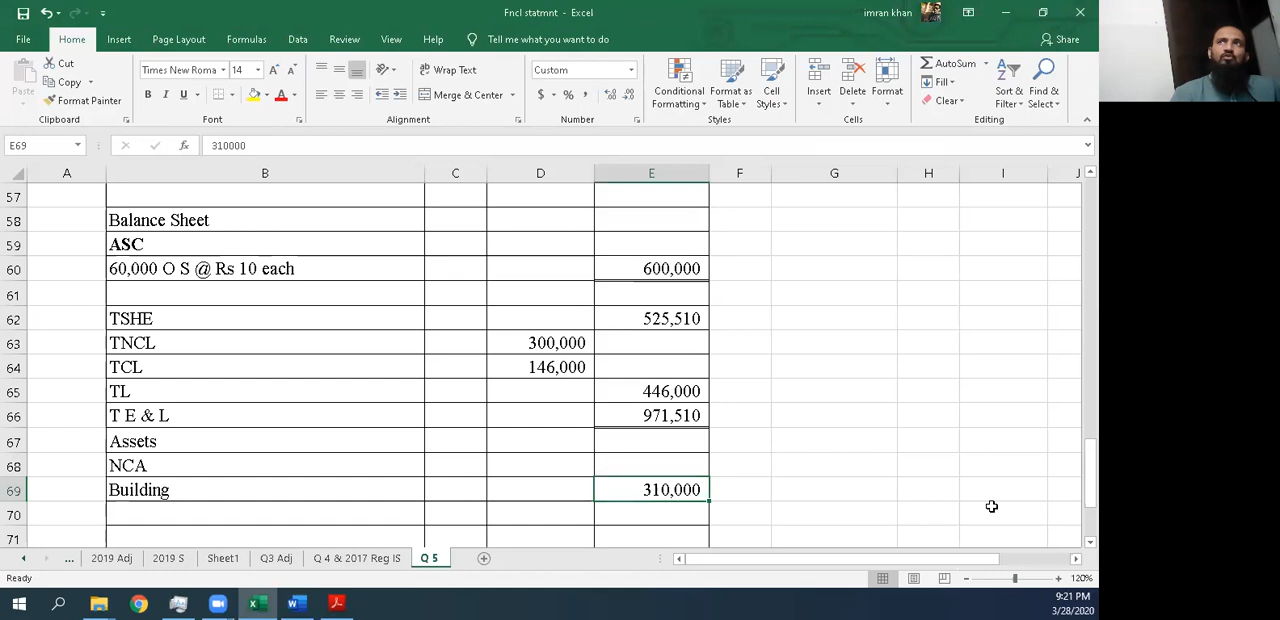 Fncl statmnt - Excel
imran khan
File Home Insert Page Layout Formulas Data Review View Help Tell me what you want to do Share
Cut
Copy
Format Painter
Paste
Clipboard
Times New Roma 14
B I U
Font
Wrap Text
Merge & Center
Alignment
Custom
$ % ,
Number
Conditional Formatting
Format as Table
Cell Styles
Styles
Insert
Delete
Format
Cells
AutoSum
Fill
Clear
Sort & Filter
Find & Select
Editing
E69 fx 310000
A B C D E F G H I J
57
58 Balance Sheet
59 ASC
60 60,000 O S @ Rs 10 each 600,000
61
62 TSHE 525,510
63 TNCL 300,000
64 TCL 146,000
65 TL 446,000
66 T E & L 971,510
67 Assets
68 NCA
69 Building 310,000
70
71
... 2019 Adj 2019 S Sheet1 Q3 Adj Q 4 & 2017 Reg IS Q 5
Ready 120%
9:21 PM
3/28/2020